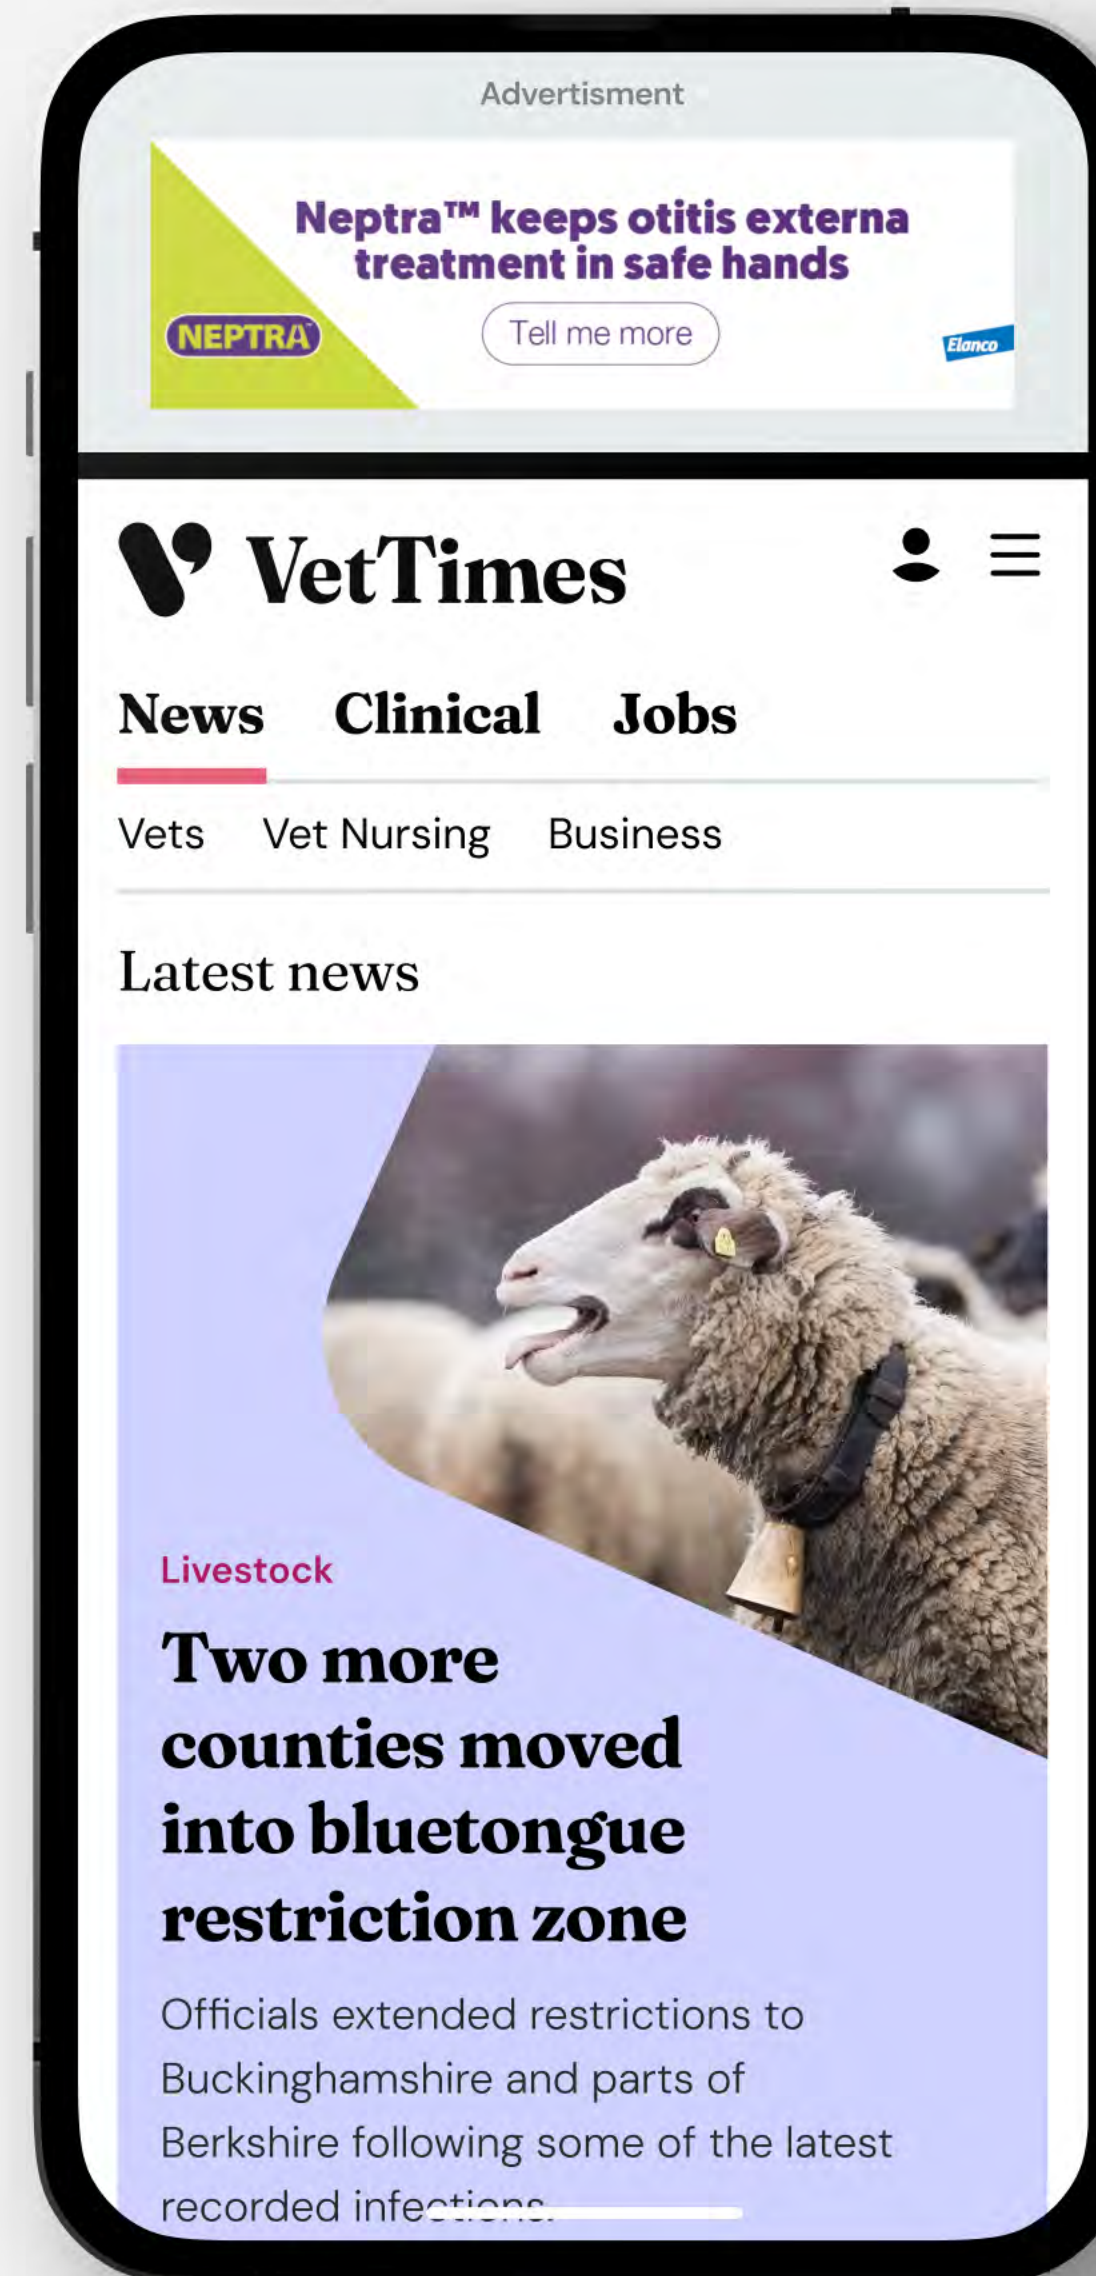 Advertisment
Neptra™ keeps otitis externa
treatment in safe hands
NEPTRA™
Tell me more
Elanco
VetTimes
News Clinical Jobs
Vets Vet Nursing Business
Latest news
Livestock
Two more
counties moved
into bluetongue
restriction zone
Officials extended restrictions to
Buckinghamshire and parts of
Berkshire following some of the latest
recorded infections.